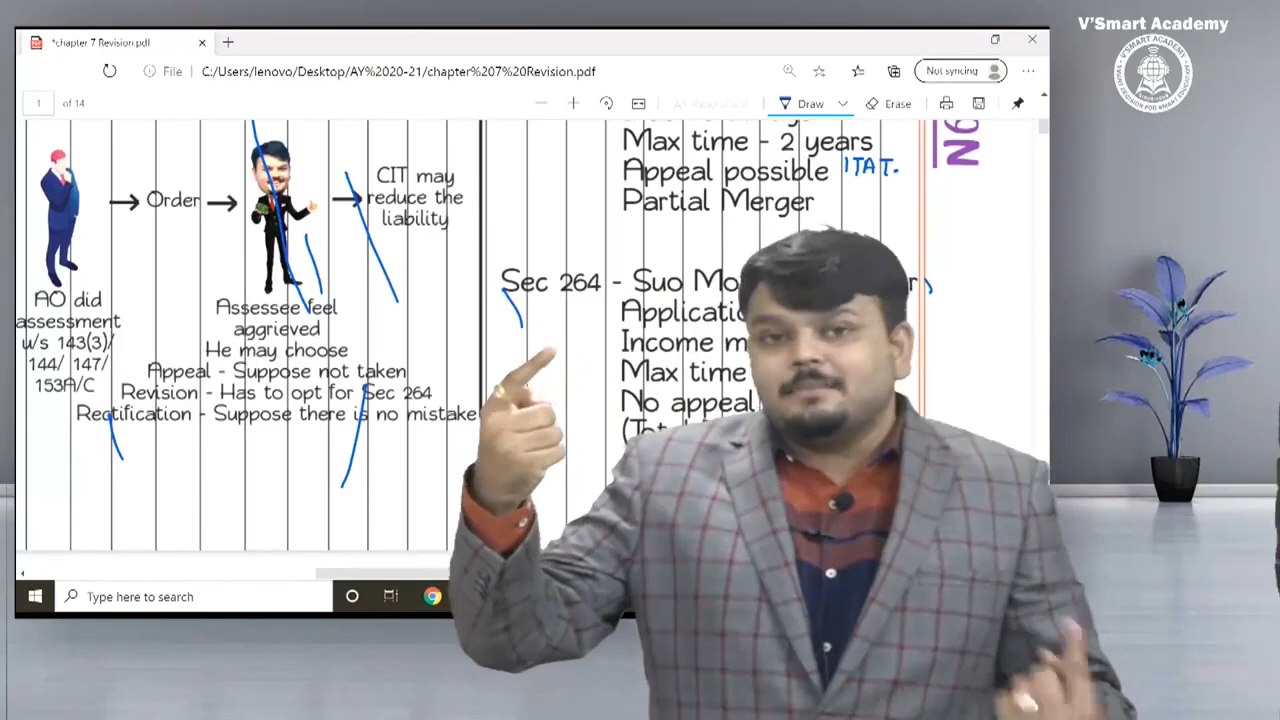 V'Smart Academy
*chapter 7 Revision.pdf
File
C:/Users/lenovo/Desktop/AY%2020-21/chapter%207%20Revision.pdf
Not syncing
1 of 14
Draw
Erase
Order
CIT may
reduce the
liability
AO did
assessment
u/s 143(3)/
144/ 147/
153A/C
Assessee feel
aggrieved
He may choose
Appeal - Suppose not taken
Revision - Has to opt for Sec 264
Rectification - Suppose there is no mistake
Max time - 2 years
Appeal possible ITAT.
Partial Merger
Sec 264 - Suo Mo
Applicatio
Income m
Max time
No appeal
Type here to search